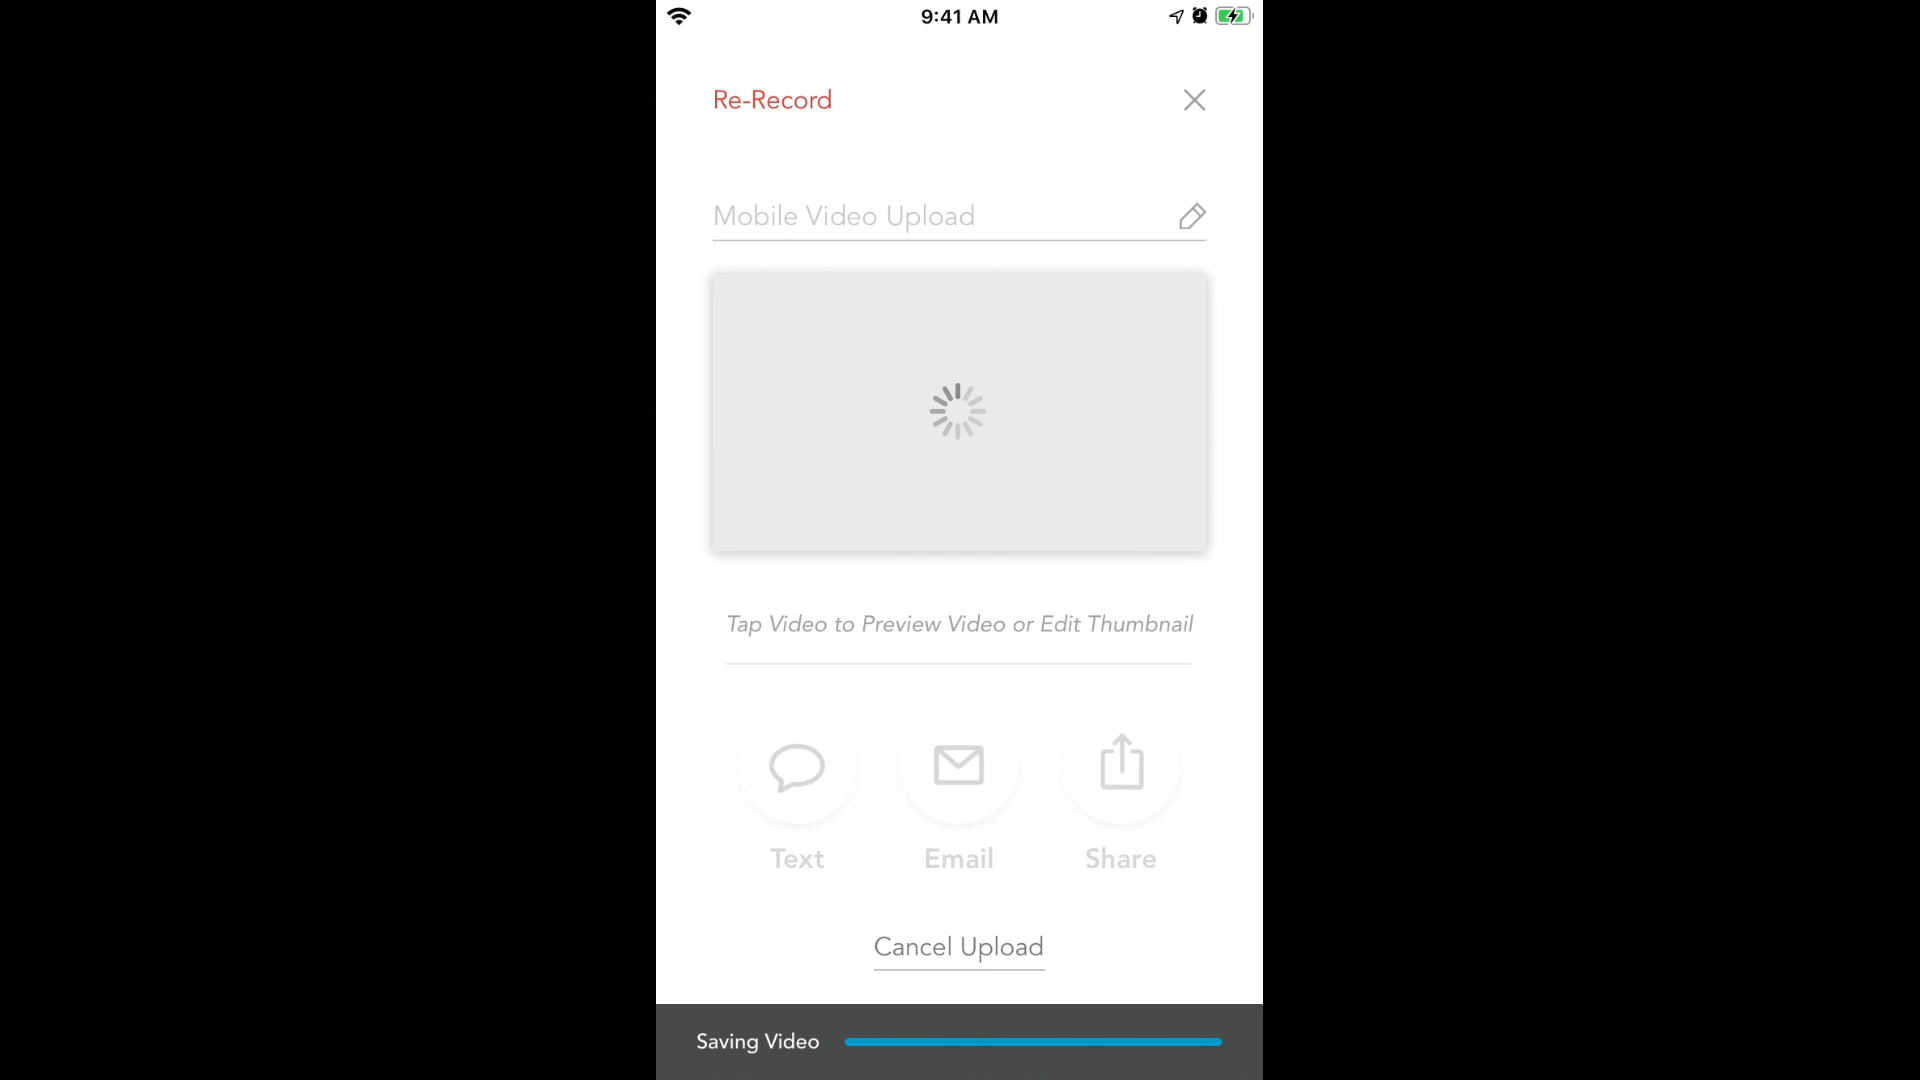 9:41 AM
Re-Record
Mobile Video Upload
Tap Video to Preview Video or Edit Thumbnail
Text Email Share
Cancel Upload
Saving Video